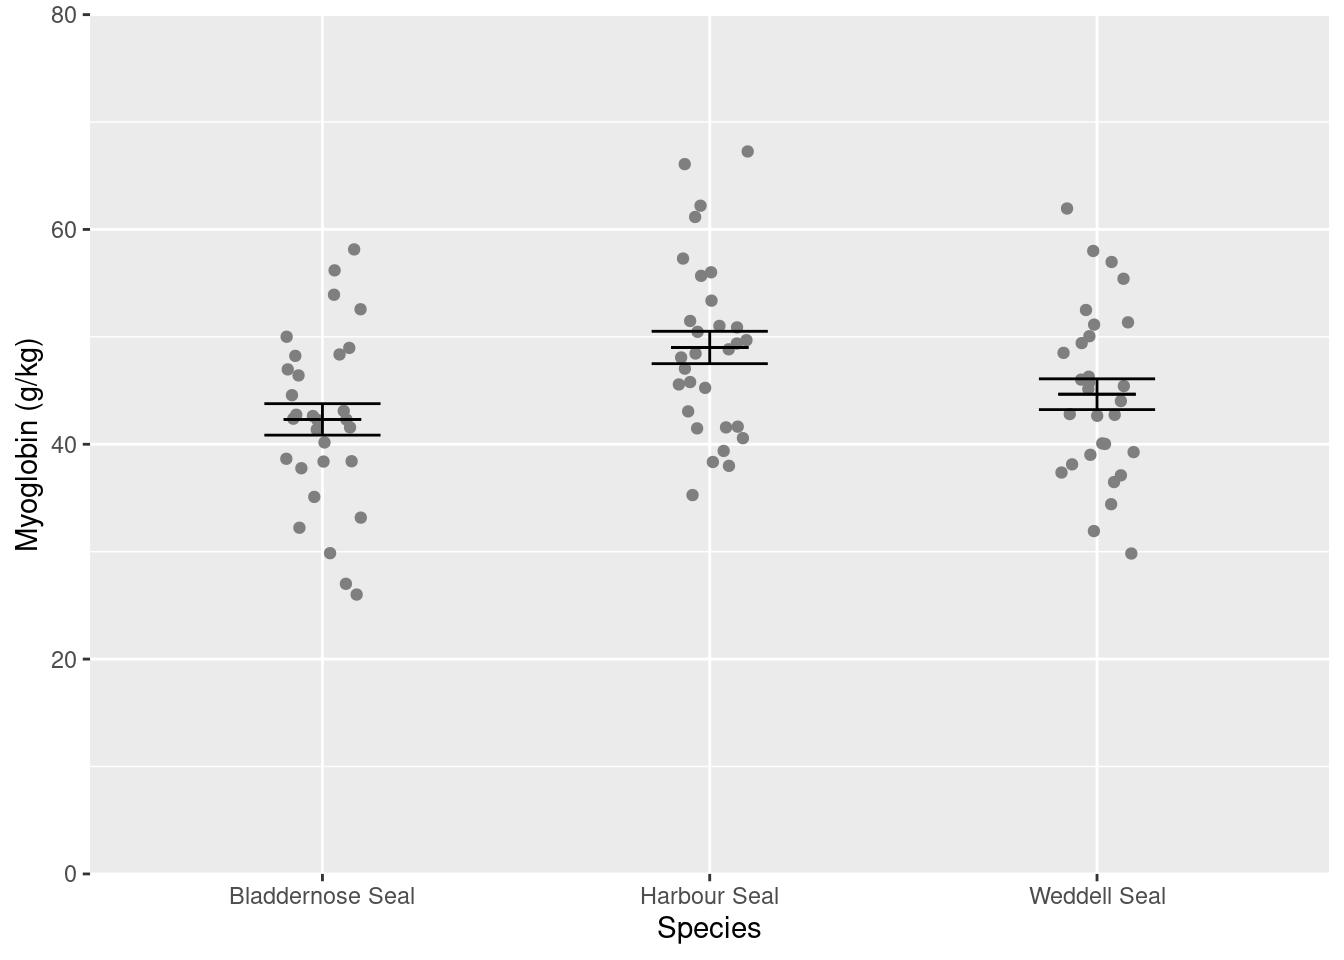 80
60
40
20
0
Myoglobin (g/kg)
Bladdernose Seal
Harbour Seal
Weddell Seal
Species